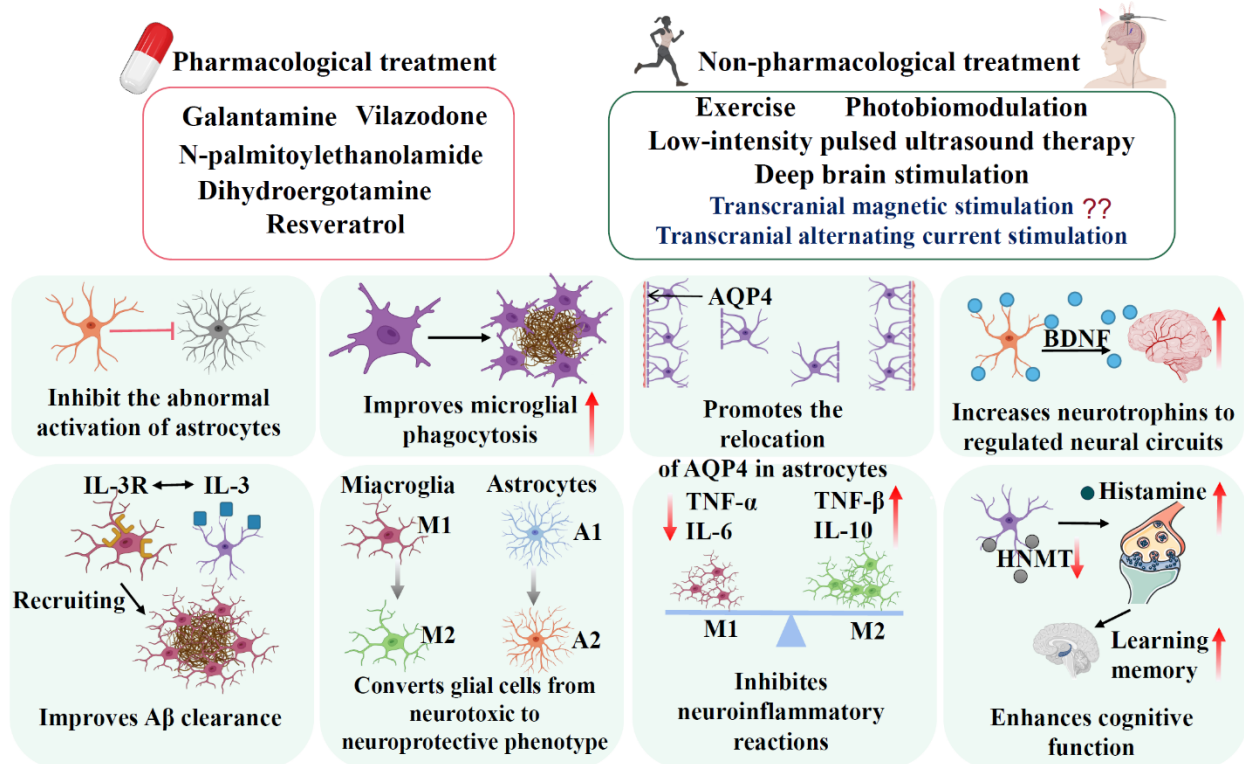 Pharmacological treatment
Galantamine Vilazodone
N-palmitoylethanolamide
Dihydroergotamine
Resveratrol
Non-pharmacological treatment
Exercise Photobiomodulation
Low-intensity pulsed ultrasound therapy
Deep brain stimulation
Transcranial magnetic stimulation ??
Transcranial alternating current stimulation
Inhibit the abnormal
activation of astrocytes
Improves microglial
phagocytosis
AQP4
Promotes the
relocation
of AQP4 in astrocytes
BDNF
Increases neurotrophins to
regulated neural circuits
IL-3R IL-3
Recruiting
Improves Aβ clearance
Miacroglia Astrocytes
M1 A1
M2 A2
Converts glial cells from
neurotoxic to
neuroprotective phenotype
TNF-α TNF-β
IL-6 IL-10
M1 M2
Inhibites
neuroinflammatory
reactions
Histamine
HNMT
Learning
memory
Enhances cognitive
function